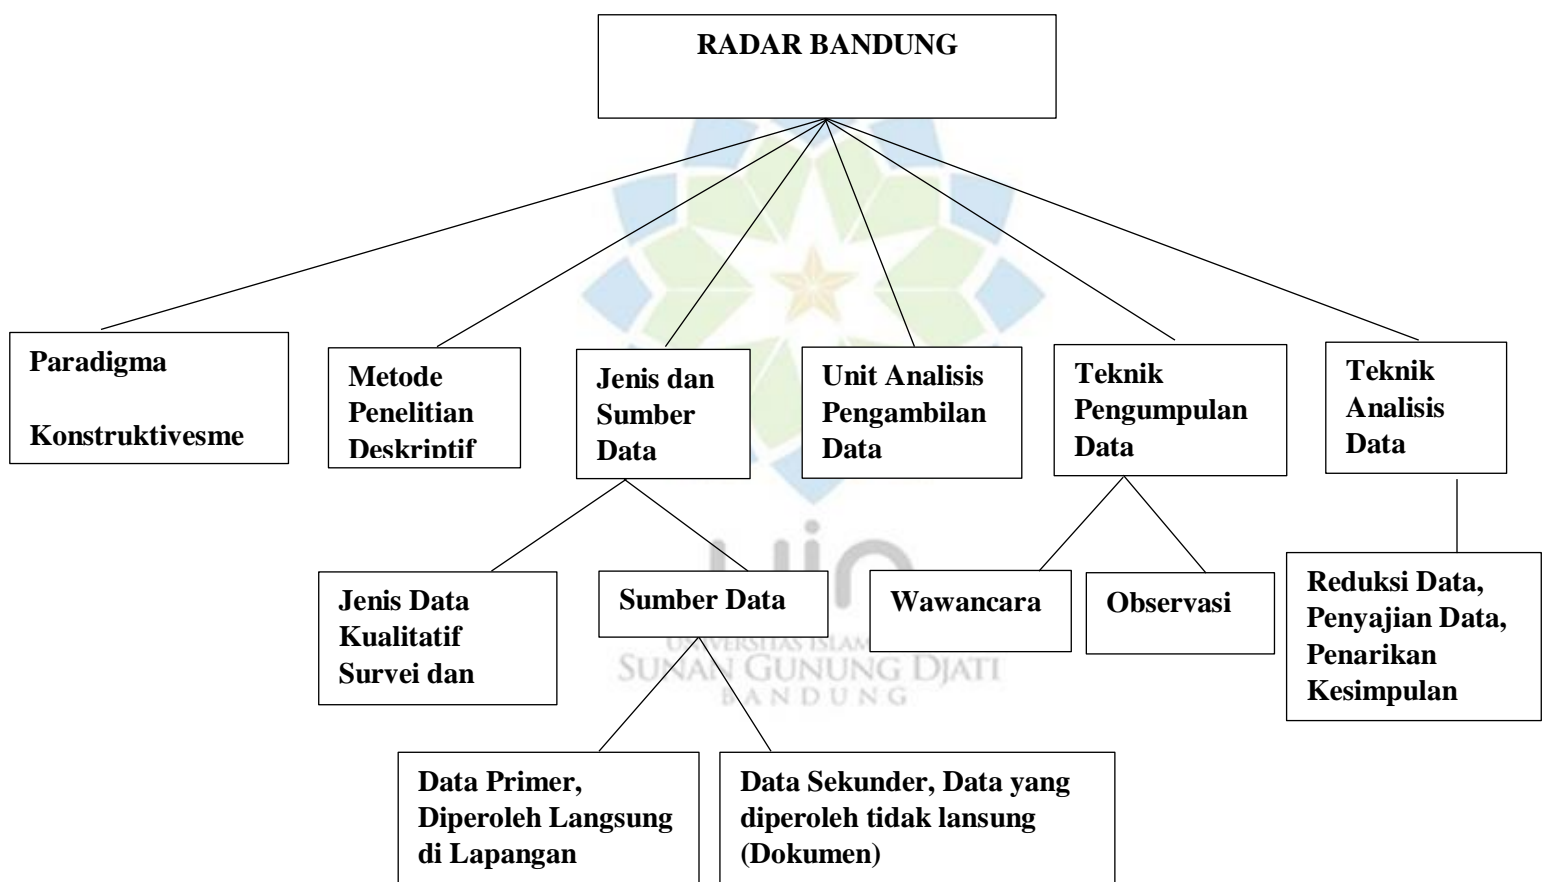 RADAR BANDUNG
Paradigma
Konstruktivesme
Metode
Penelitian
Deskriptif
Jenis dan
Sumber
Data
Unit Analisis
Pengambilan
Data
Teknik
Pengumpulan
Data
Teknik
Analisis
Data
Jenis Data
Kualitatif
Survei dan
Sumber Data
Wawancara
Observasi
Reduksi Data,
Penyajian Data,
Penarikan
Kesimpulan
Data Primer,
Diperoleh Langsung
di Lapangan
Data Sekunder, Data yang
diperoleh tidak lansung
(Dokumen)
uin
UNIVERSITAS ISLAM
SUNAN GUNUNG DJATI
BANDUNG